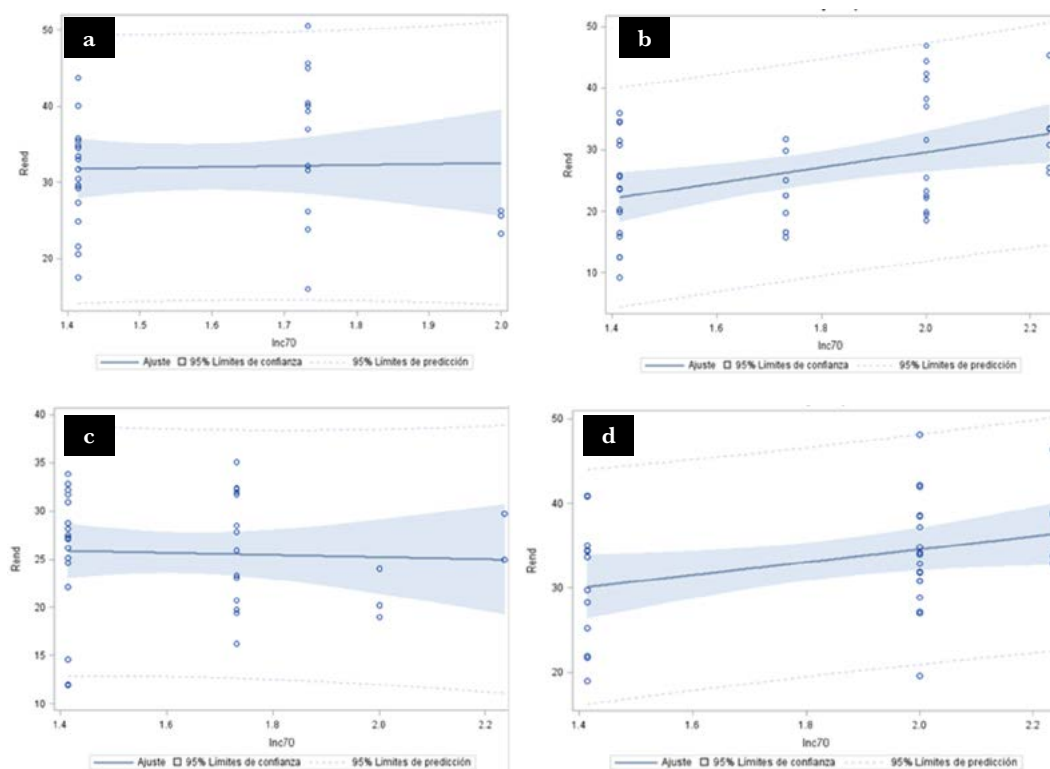 a
50
40
30
20
Rend
1.4 1.5 1.6 1.7 1.8 1.9 2.0
Inc70
Ajuste 95% Límites de confianza 95% Límites de predicción
b
50
40
30
20
10
Rend
1.4 1.6 1.8 2.0 2.2
Inc70
Ajuste 95% Límites de confianza 95% Límites de predicción
c
40
35
30
25
20
15
10
Rend
1.4 1.6 1.8 2.0 2.2
Inc70
Ajuste 95% Límites de confianza 95% Límites de predicción
d
50
40
30
20
Rend
1.4 1.6 1.8 2.0 2.2
Inc70
Ajuste 95% Límites de confianza 95% Límites de predicción